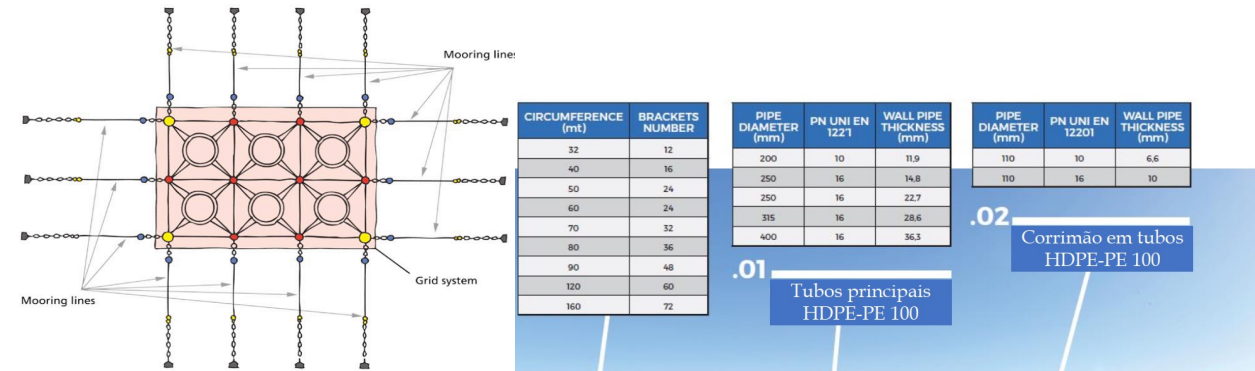 Mooring lines
Grid system
Mooring lines
CIRCUMFERENCE (mt) BRACKETS NUMBER
32 12
40 16
50 24
60 24
70 32
80 36
90 48
120 60
160 72
PIPE DIAMETER (mm) PN UNI EN 12271 WALL PIPE THICKNESS (mm)
200 10 11,9
250 16 14,8
250 16 22,7
315 16 28,6
400 16 36,3
.01
Tubos principais
HDPE-PE 100
PIPE DIAMETER (mm) PN UNI EN 12201 WALL PIPE THICKNESS (mm)
110 10 6,6
110 16 10
.02
Corrimão em tubos
HDPE-PE 100